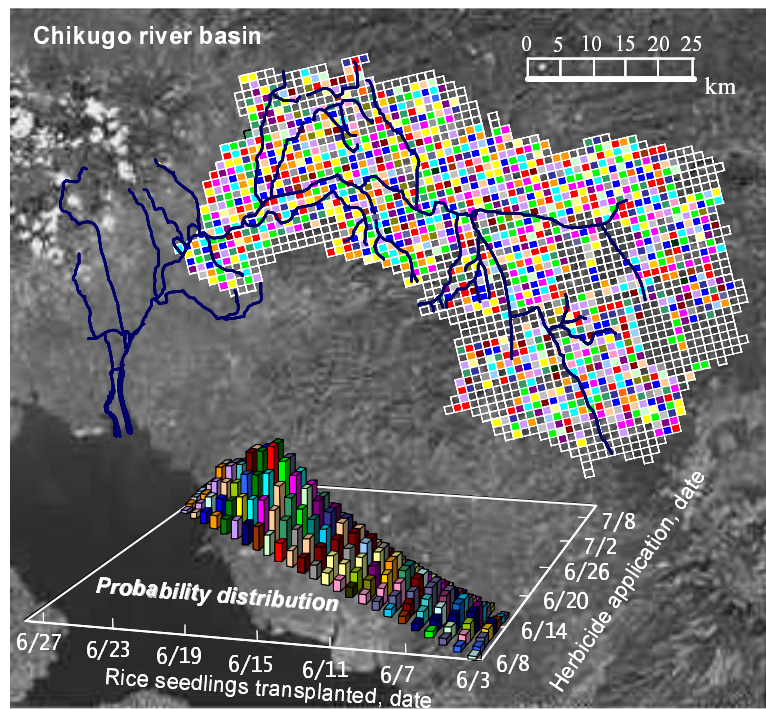 Chikugo river basin
0 5 10 15 20 25
km
Probability distribution
7/8
7/2
6/26
6/20
6/14
6/8
Herbicide application, date
6/27 6/23 6/19 6/15 6/11 6/7 6/3
Rice seedlings transplanted, date